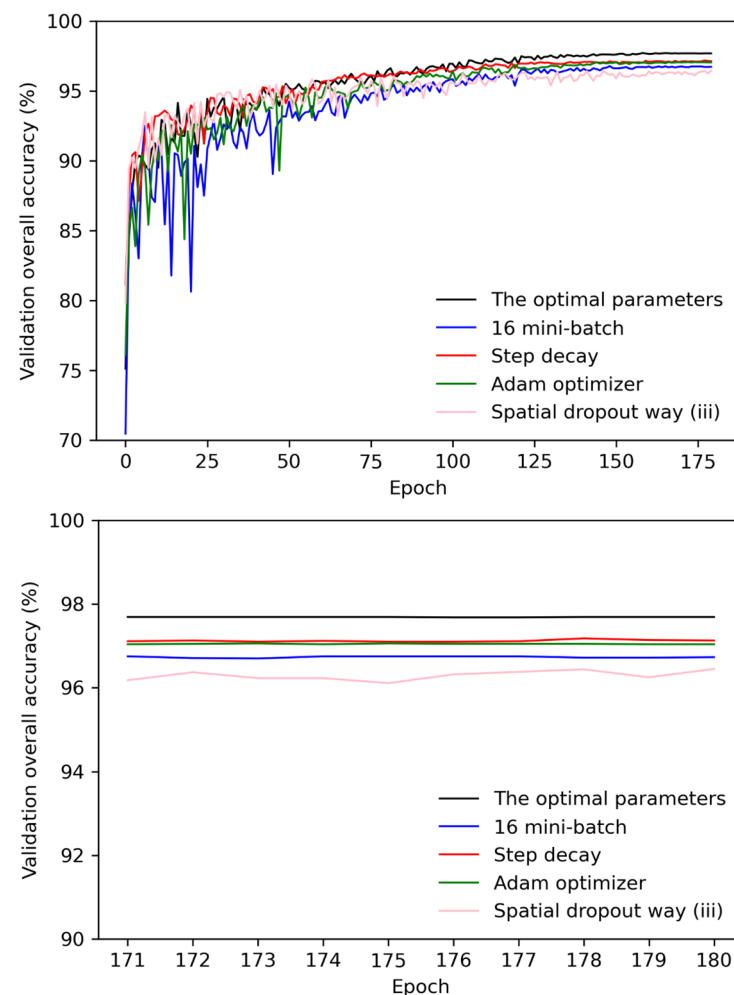 100
95
90
85
80
75
70
Validation overall accuracy (%)
The optimal parameters
16 mini-batch
Step decay
Adam optimizer
Spatial dropout way (iii)
0 25 50 75 100 125 150 175
Epoch
100
98
96
94
92
90
Validation overall accuracy (%)
The optimal parameters
16 mini-batch
Step decay
Adam optimizer
Spatial dropout way (iii)
171 172 173 174 175 176 177 178 179 180
Epoch